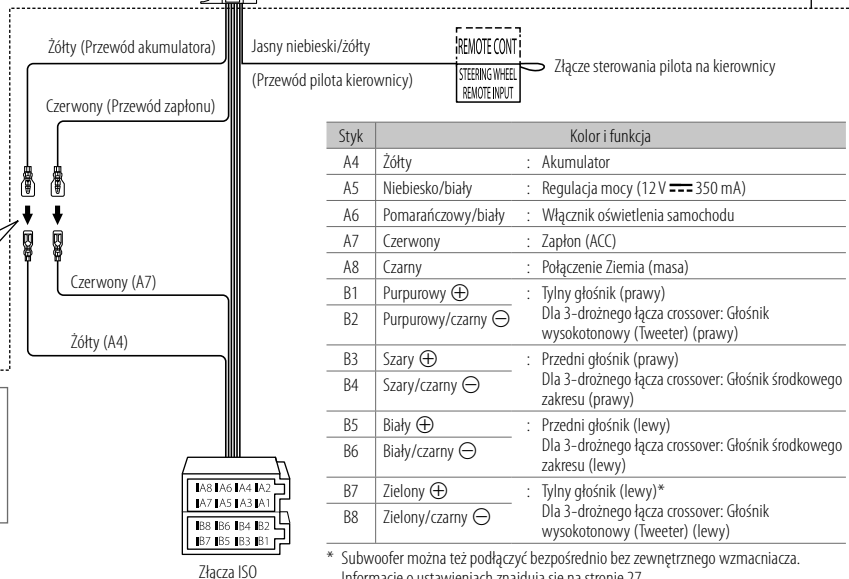 Żółty (Przewód akumulatora)
Jasny niebieski/żółty
(Przewód pilota kierownicy)
REMOTE CONT
STEERING WHEEL
REMOTE INPUT
Złącze sterowania pilota na kierownicy
Czerwony (Przewód zapłonu)
Czerwony (A7)
Żółty (A4)
A8 A6 A4 A2
A7 A5 A3 A1
B8 B6 B4 B2
B7 B5 B3 B1
Złącza ISO
Styk Kolor i funkcja
A4 Żółty : Akumulator
A5 Niebiesko/biały : Regulacja mocy (12 V ⎓ 350 mA)
A6 Pomarańczowy/biały : Włącznik oświetlenia samochodu
A7 Czerwony : Zapłon (ACC)
A8 Czarny : Połączenie Ziemia (masa)
B1 Purpurowy ⊕ : Tylny głośnik (prawy)
B2 Purpurowy/czarny ⊖ Dla 3-drożnego łącza crossover: Głośnik
wysokotonowy (Tweeter) (prawy)
B3 Szary ⊕ : Przedni głośnik (prawy)
B4 Szary/czarny ⊖ Dla 3-drożnego łącza crossover: Głośnik środkowego
zakresu (prawy)
B5 Biały ⊕ : Przedni głośnik (lewy)
B6 Biały/czarny ⊖ Dla 3-drożnego łącza crossover: Głośnik środkowego
zakresu (lewy)
B7 Zielony ⊕ : Tylny głośnik (lewy)*
B8 Zielony/czarny ⊖ Dla 3-drożnego łącza crossover: Głośnik
wysokotonowy (Tweeter) (lewy)
* Subwoofer można też podłączyć bezpośrednio bez zewnętrznego wzmacniacza.
Informacje o ustawieniach znajdują się na stronie 27.